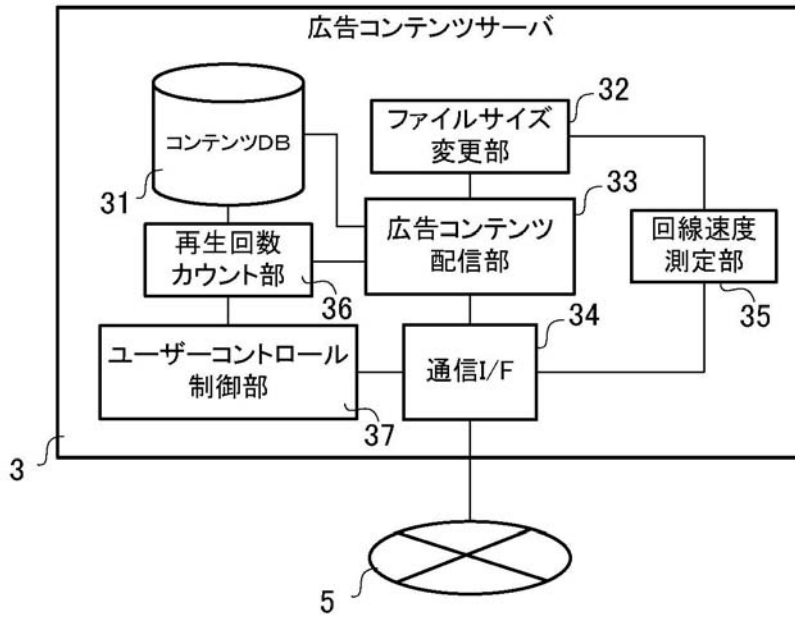 広告コンテンツサーバ
コンテンツDB
31
ファイルサイズ
変更部
32
広告コンテンツ
配信部
33
再生回数
カウント部
36
回線速度
測定部
35
ユーザーコントロール
制御部
37
通信I/F
34
3
5